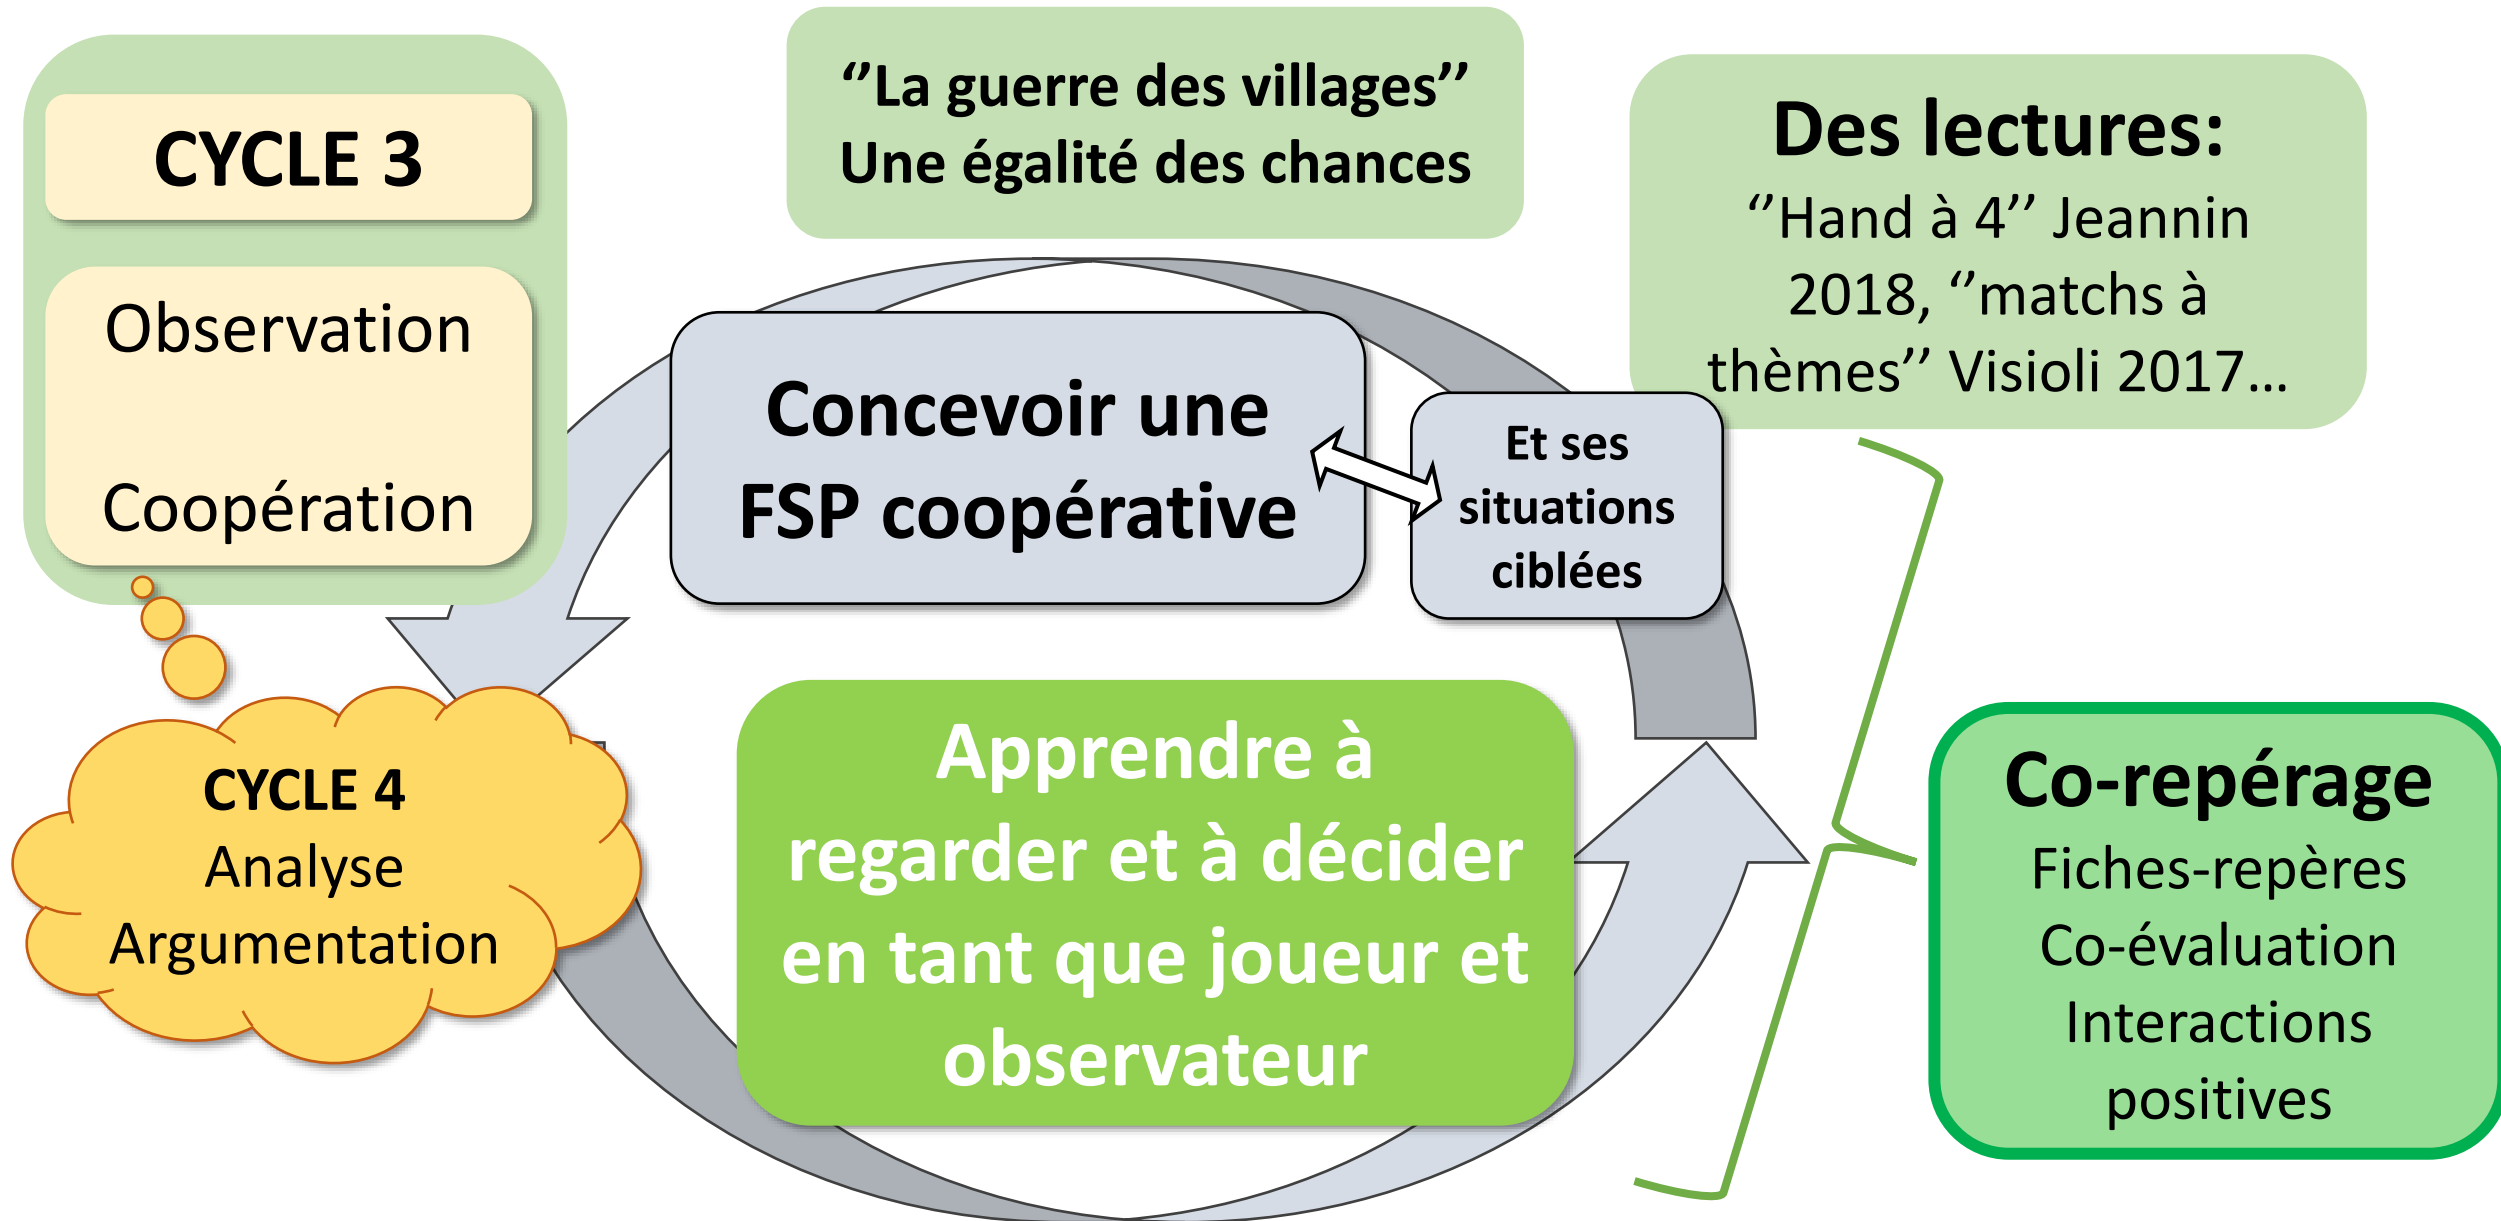 CYCLE 3
Observation
Coopération
‘’La guerre des villages’’
Une égalité des chances
Des lectures:
‘’Hand à 4’’ Jeannin
2018, ‘’matchs à
thèmes’’ Visioli 2017…
Concevoir une
FSP coopérative
Et ses
situations
ciblées
CYCLE 4
Analyse
Argumentation
Apprendre à
regarder et à décider
en tant que joueur et
observateur
Co-repérage
Fiches-repères
Co-évaluation
Interactions
positives